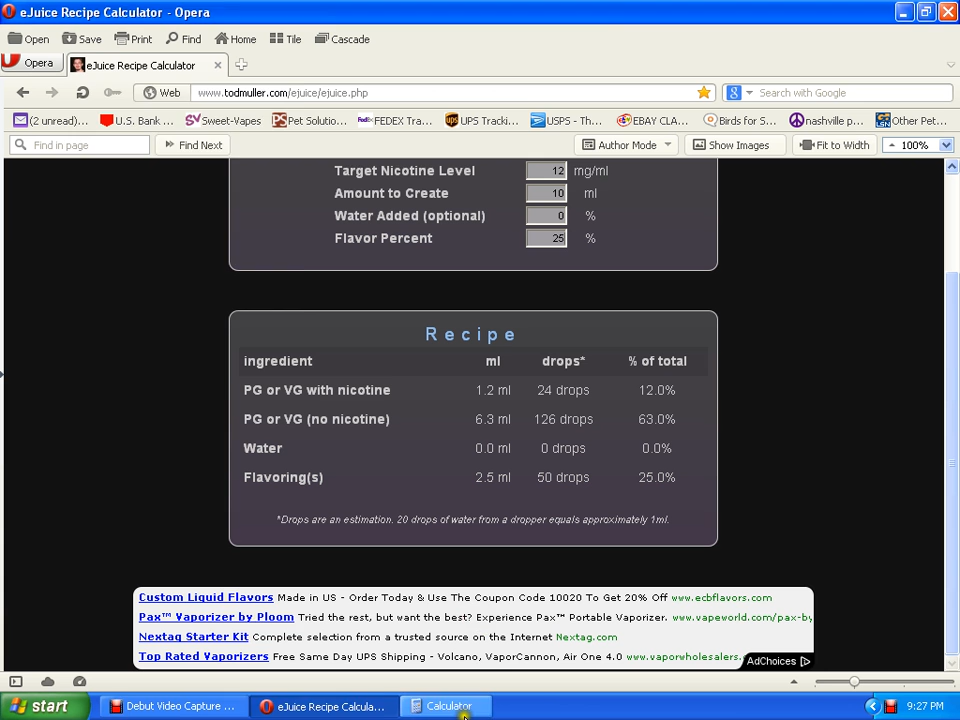 eJuice Recipe Calculator - Opera
Open Save Print Find Home Tile Cascade
Opera eJuice Recipe Calculator
Web www.todmuller.com/ejuice/ejuice.php Search with Google
(2 unread)... U.S. Bank ... Sweet-Vapes Pet Solutio... FEDEX Tra... UPS Tracki... USPS - Th... EBAY CLA... Birds for S... nashville p... Other Pet...
Find in page Find Next Author Mode Show Images Fit to Width 100%
Target Nicotine Level 12 mg/ml
Amount to Create 10 ml
Water Added (optional) 0 %
Flavor Percent 25 %
Recipe
ingredient ml drops* % of total
PG or VG with nicotine 1.2 ml 24 drops 12.0%
PG or VG (no nicotine) 6.3 ml 126 drops 63.0%
Water 0.0 ml 0 drops 0.0%
Flavoring(s) 2.5 ml 50 drops 25.0%
*Drops are an estimation. 20 drops of water from a dropper equals approximately 1ml.
Custom Liquid Flavors Made in US - Order Today & Use The Coupon Code 10020 To Get 20% Off www.ecbflavors.com
Pax™ Vaporizer by Ploom Tried the rest, but want the best? Experience Pax™ Portable Vaporizer. www.vapeworld.com/pax-by
Nextag Starter Kit Complete selection from a trusted source on the Internet Nextag.com
Top Rated Vaporizers Free Same Day UPS Shipping - Volcano, VaporCannon, Air One 4.0 www.vaporwholesalers.
AdChoices
start Debut Video Capture ... eJuice Recipe Calcula... Calculator 9:27 PM